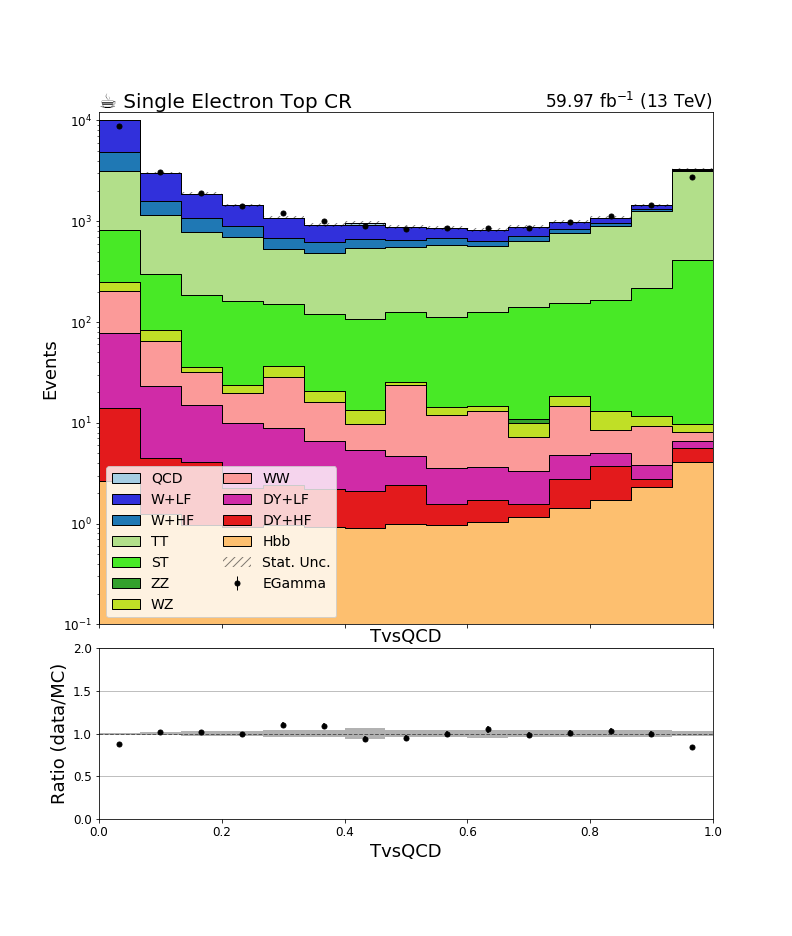 ☕ Single Electron Top CR
59.97 fb⁻¹ (13 TeV)
Events
10⁴
10³
10²
10¹
10⁰
10⁻¹
QCD
W+LF
W+HF
TT
ST
ZZ
WZ
WW
DY+LF
DY+HF
Hbb
Stat. Unc.
EGamma
TvsQCD
Ratio (data/MC)
2.0
1.5
1.0
0.5
0.0
0.0 0.2 0.4 0.6 0.8 1.0
TvsQCD